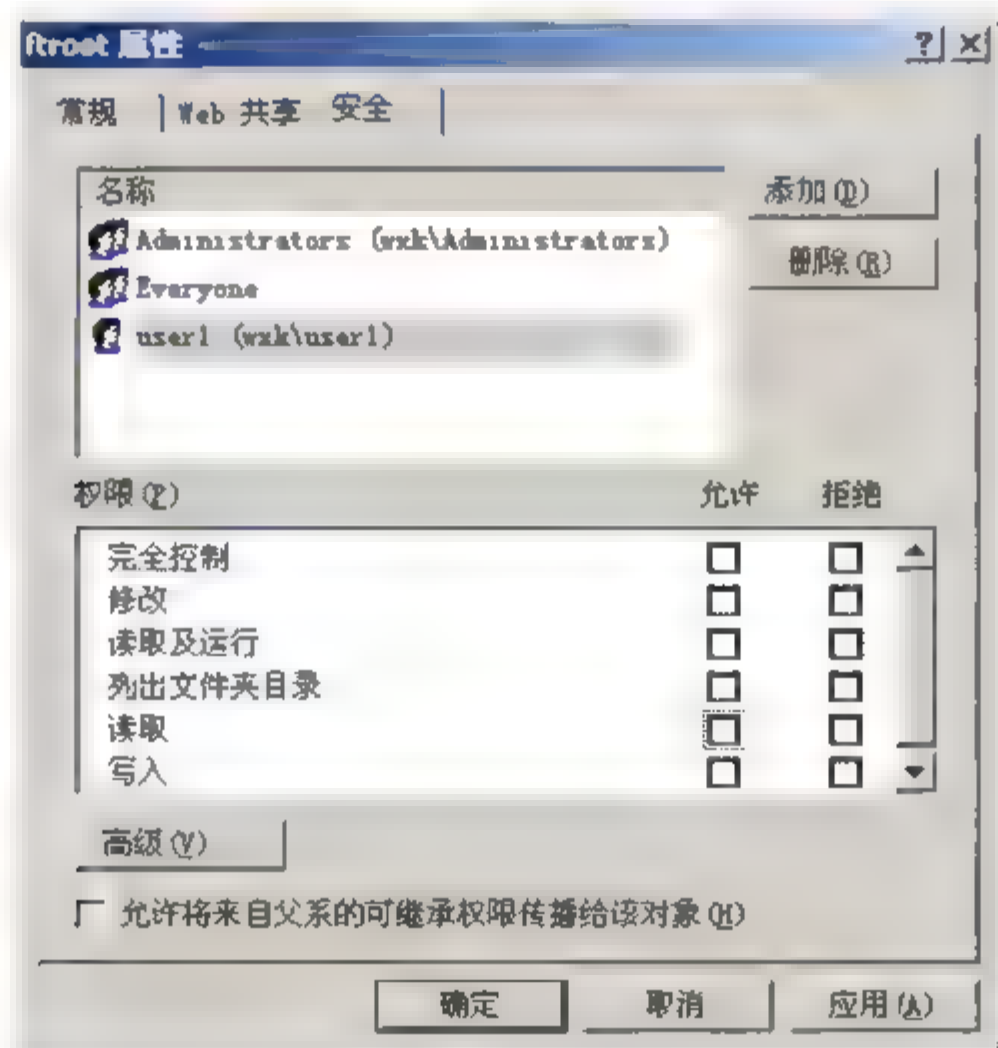 ftroot 属性 ? ×
常规 Web 共享 安全
名称
添加(D)
Administrators (wxk\Administrators)
删除(R)
Everyone
user1 (wxk\user1)
权限(P) 允许 拒绝
完全控制
修改
读取及运行
列出文件夹目录
读取
写入
高级(V)
允许将来自父系的可继承权限传播给该对象(H)
确定 取消 应用(A)